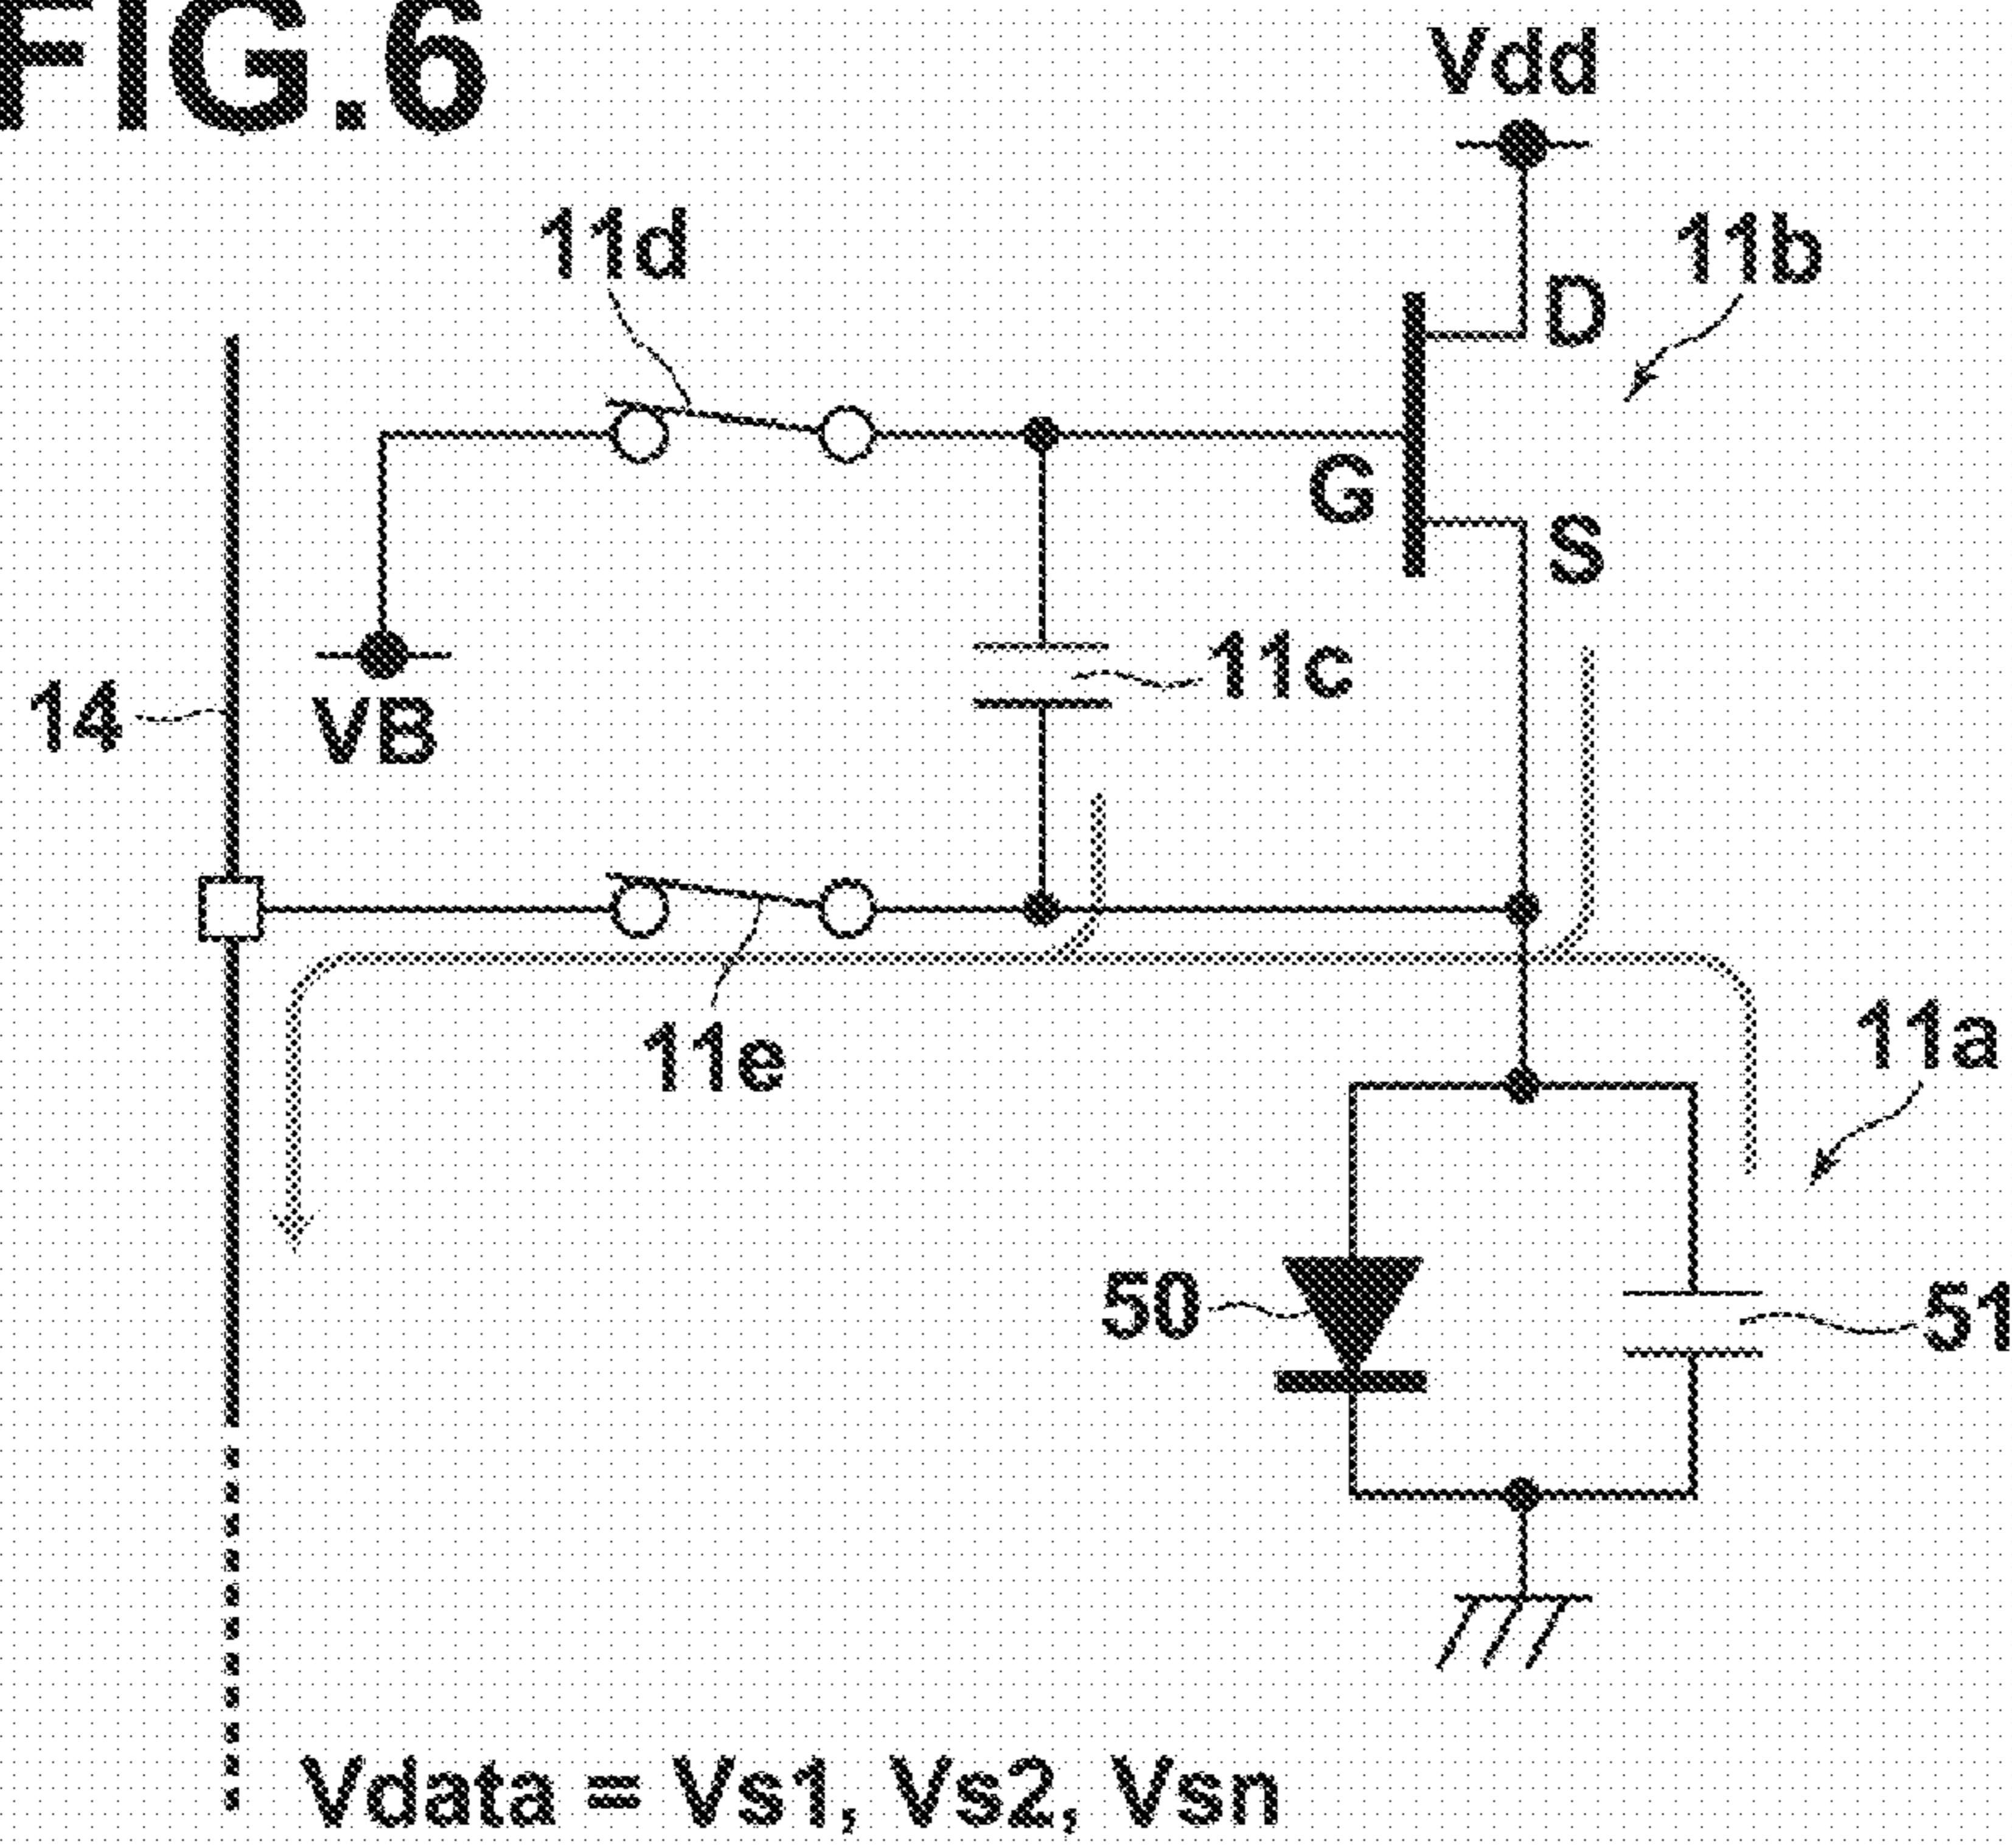 FIG.6
Vdd
11d
11b
D
G
S
11c
14
VB
11e
11a
50
51
Vdata = Vs1, Vs2, Vsn